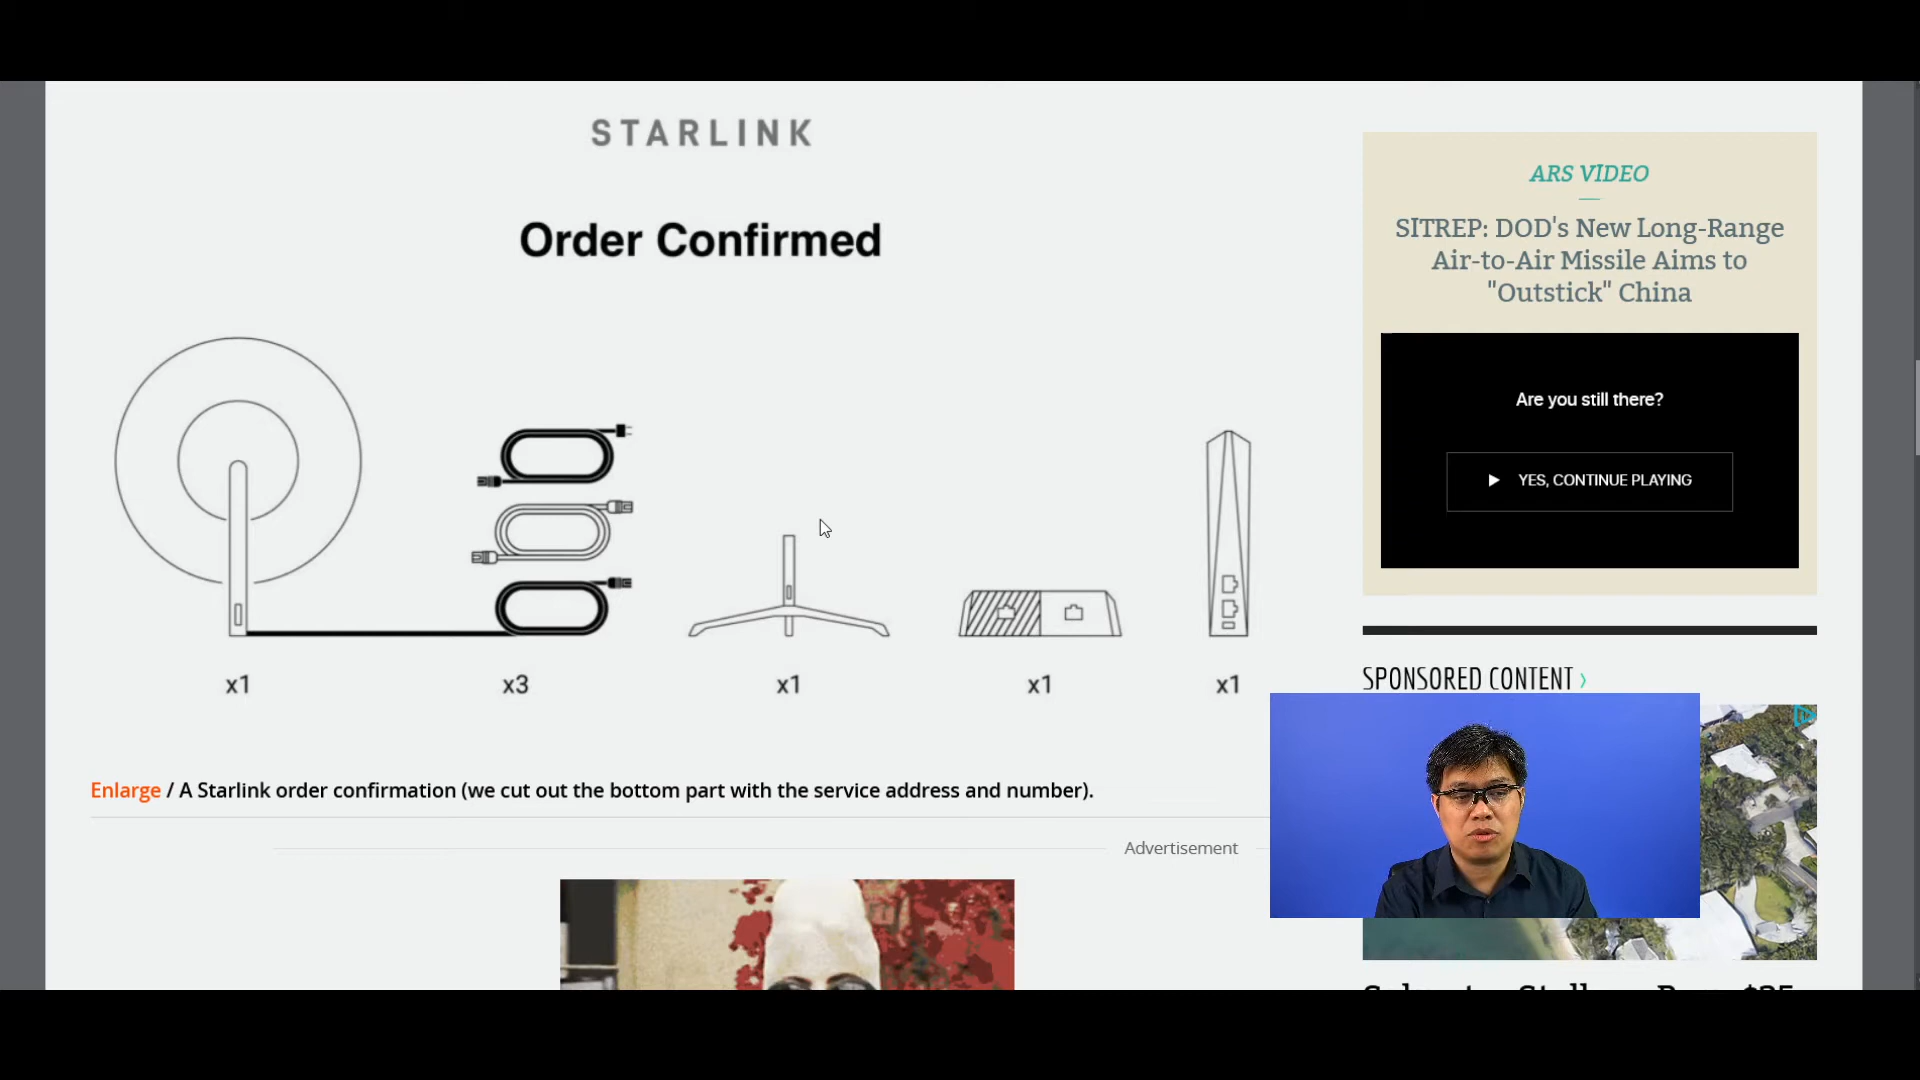 STARLINK
Order Confirmed
x1
x3
x1
x1
x1
Enlarge / A Starlink order confirmation (we cut out the bottom part with the service address and number).
Advertisement
ARS VIDEO
SITREP: DOD's New Long-Range
Air-to-Air Missile Aims to
"Outstick" China
Are you still there?
YES, CONTINUE PLAYING
SPONSORED CONTENT ›